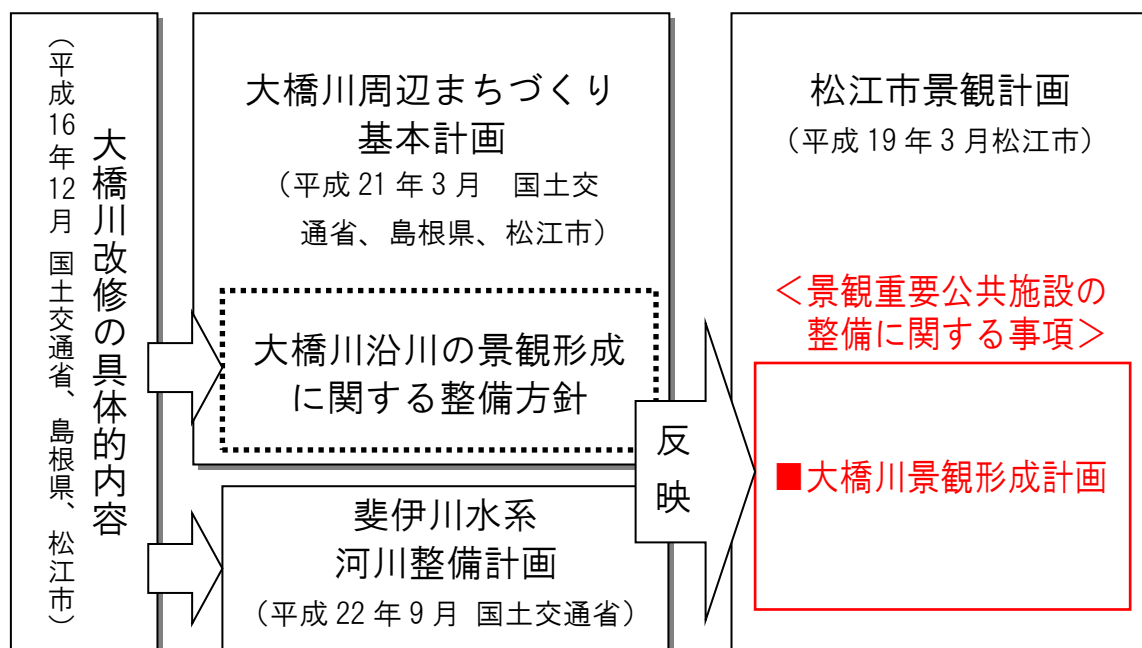 大橋川改修の具体的内容
（平成16年12月 国土交通省、島根県、松江市）
大橋川周辺まちづくり
基本計画
（平成 21 年 3 月　国土交
通省、島根県、松江市）
大橋川沿川の景観形成
に関する整備方針
斐伊川水系
河川整備計画
（平成 22 年 9 月 国土交通省）
反映
松江市景観計画
（平成 19 年 3 月松江市）
＜景観重要公共施設の
整備に関する事項＞
■大橋川景観形成計画